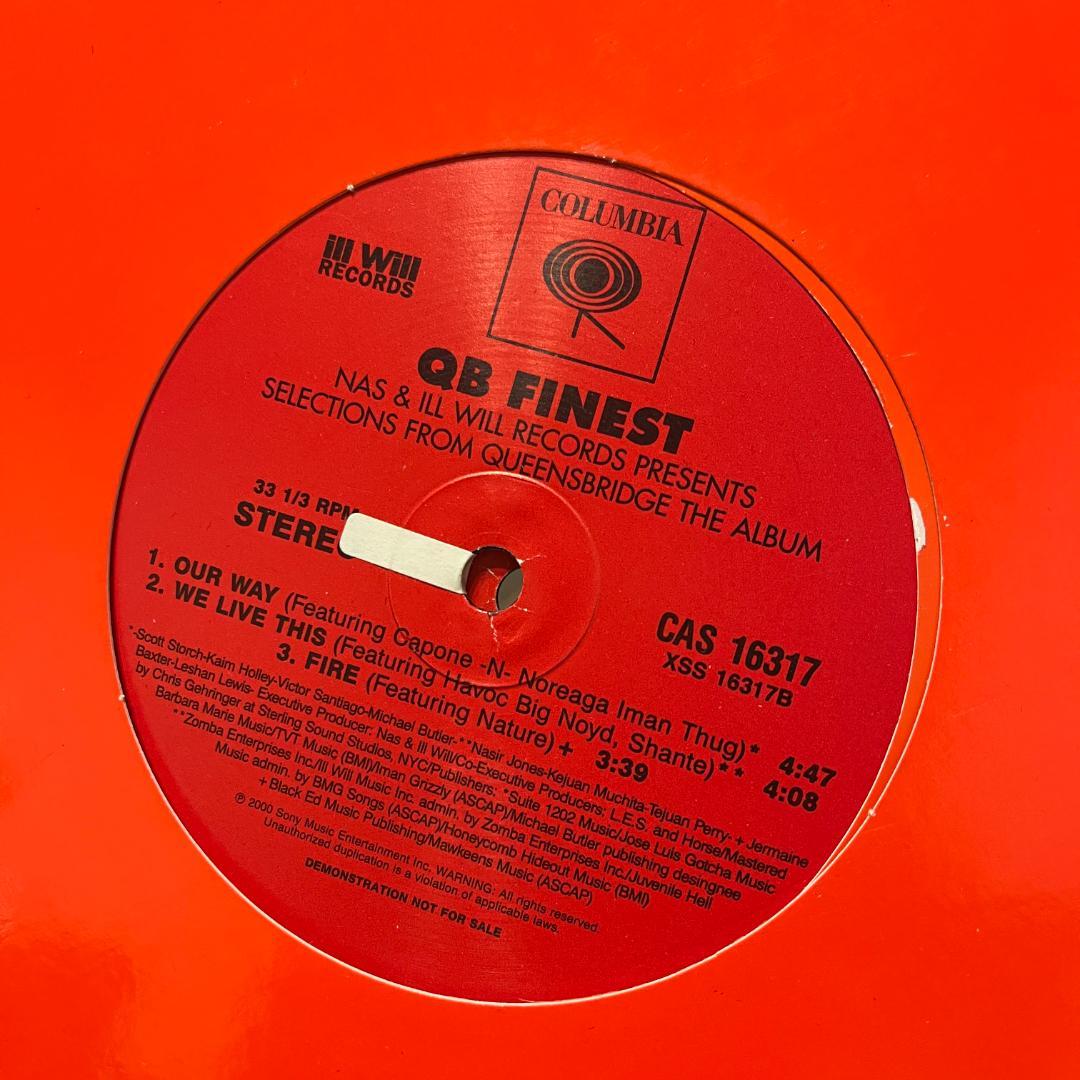 COLUMBIA
ill Will
RECORDS
QB FINEST
NAS & ILL WILL RECORDS PRESENTS
SELECTIONS FROM QUEENSBRIDGE THE ALBUM
33 1/3 RPM
STEREO
CAS 16317
XSS 16317B
1. OUR WAY (Featuring Capone -N- Noreaga Iman Thug)* 4:47
2. WE LIVE THIS (Featuring Havoc Big Noyd, Shante)** 4:08
3. FIRE (Featuring Nature)+ 3:39
*-Scott Storch-Kaim Holley-Victor Santiago-Michael Butler-**Nasir Jones-Kejuan Muchita-Tejuan Perry- + Jermaine
Baxter-Leshan Lewis- Executive Producer: Nas & Ill Will/Co-Executive Producers: L.E.S. and Horse/Mastered
by Chris Gehringer at Sterling Sound Studios, NYC/Publishers: *Suite 1202 Music/Jose Luis Gotcha Music
Barbara Marie Music/TVT Music (BMI)/Iman Grizzly (ASCAP)/Michael Butler publishing desingnee
**Zomba Enterprises Inc./Ill Will Music Inc. admin. by Zomba Enterprises Inc./Juvenile Hell
Music admin. by BMG Songs (ASCAP)/Honeycomb Hideout Music (BMI)
+ Black Ed Music Publishing/Mawkeens Music (ASCAP)
℗ 2000 Sony Music Entertainment Inc. WARNING: All rights reserved.
Unauthorized duplication is a violation of applicable laws.
DEMONSTRATION NOT FOR SALE